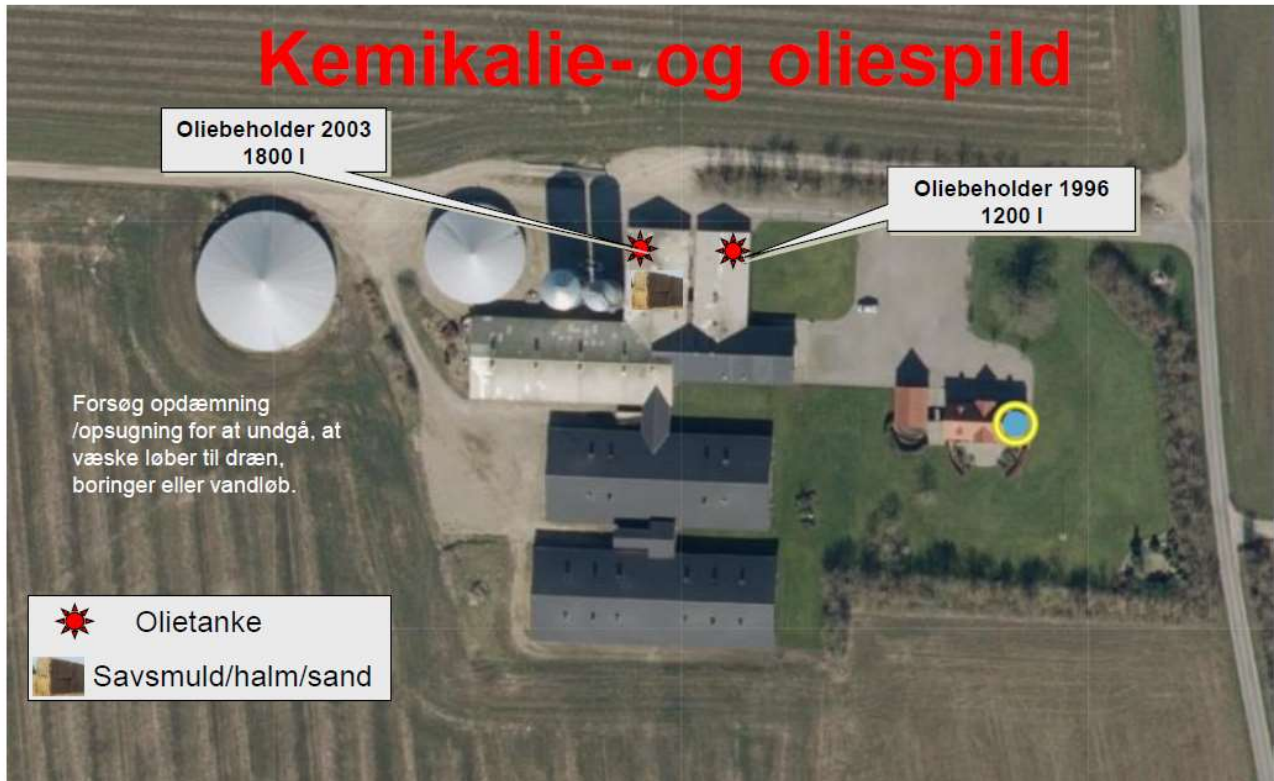 Kemikalie- og oliespild
Oliebeholder 2003
1800 l
Oliebeholder 1996
1200 l
Forsøg opdæmning
/opsugning for at undgå, at
væske løber til dræn,
boringer eller vandløb.
Olietanke
Savsmuld/halm/sand